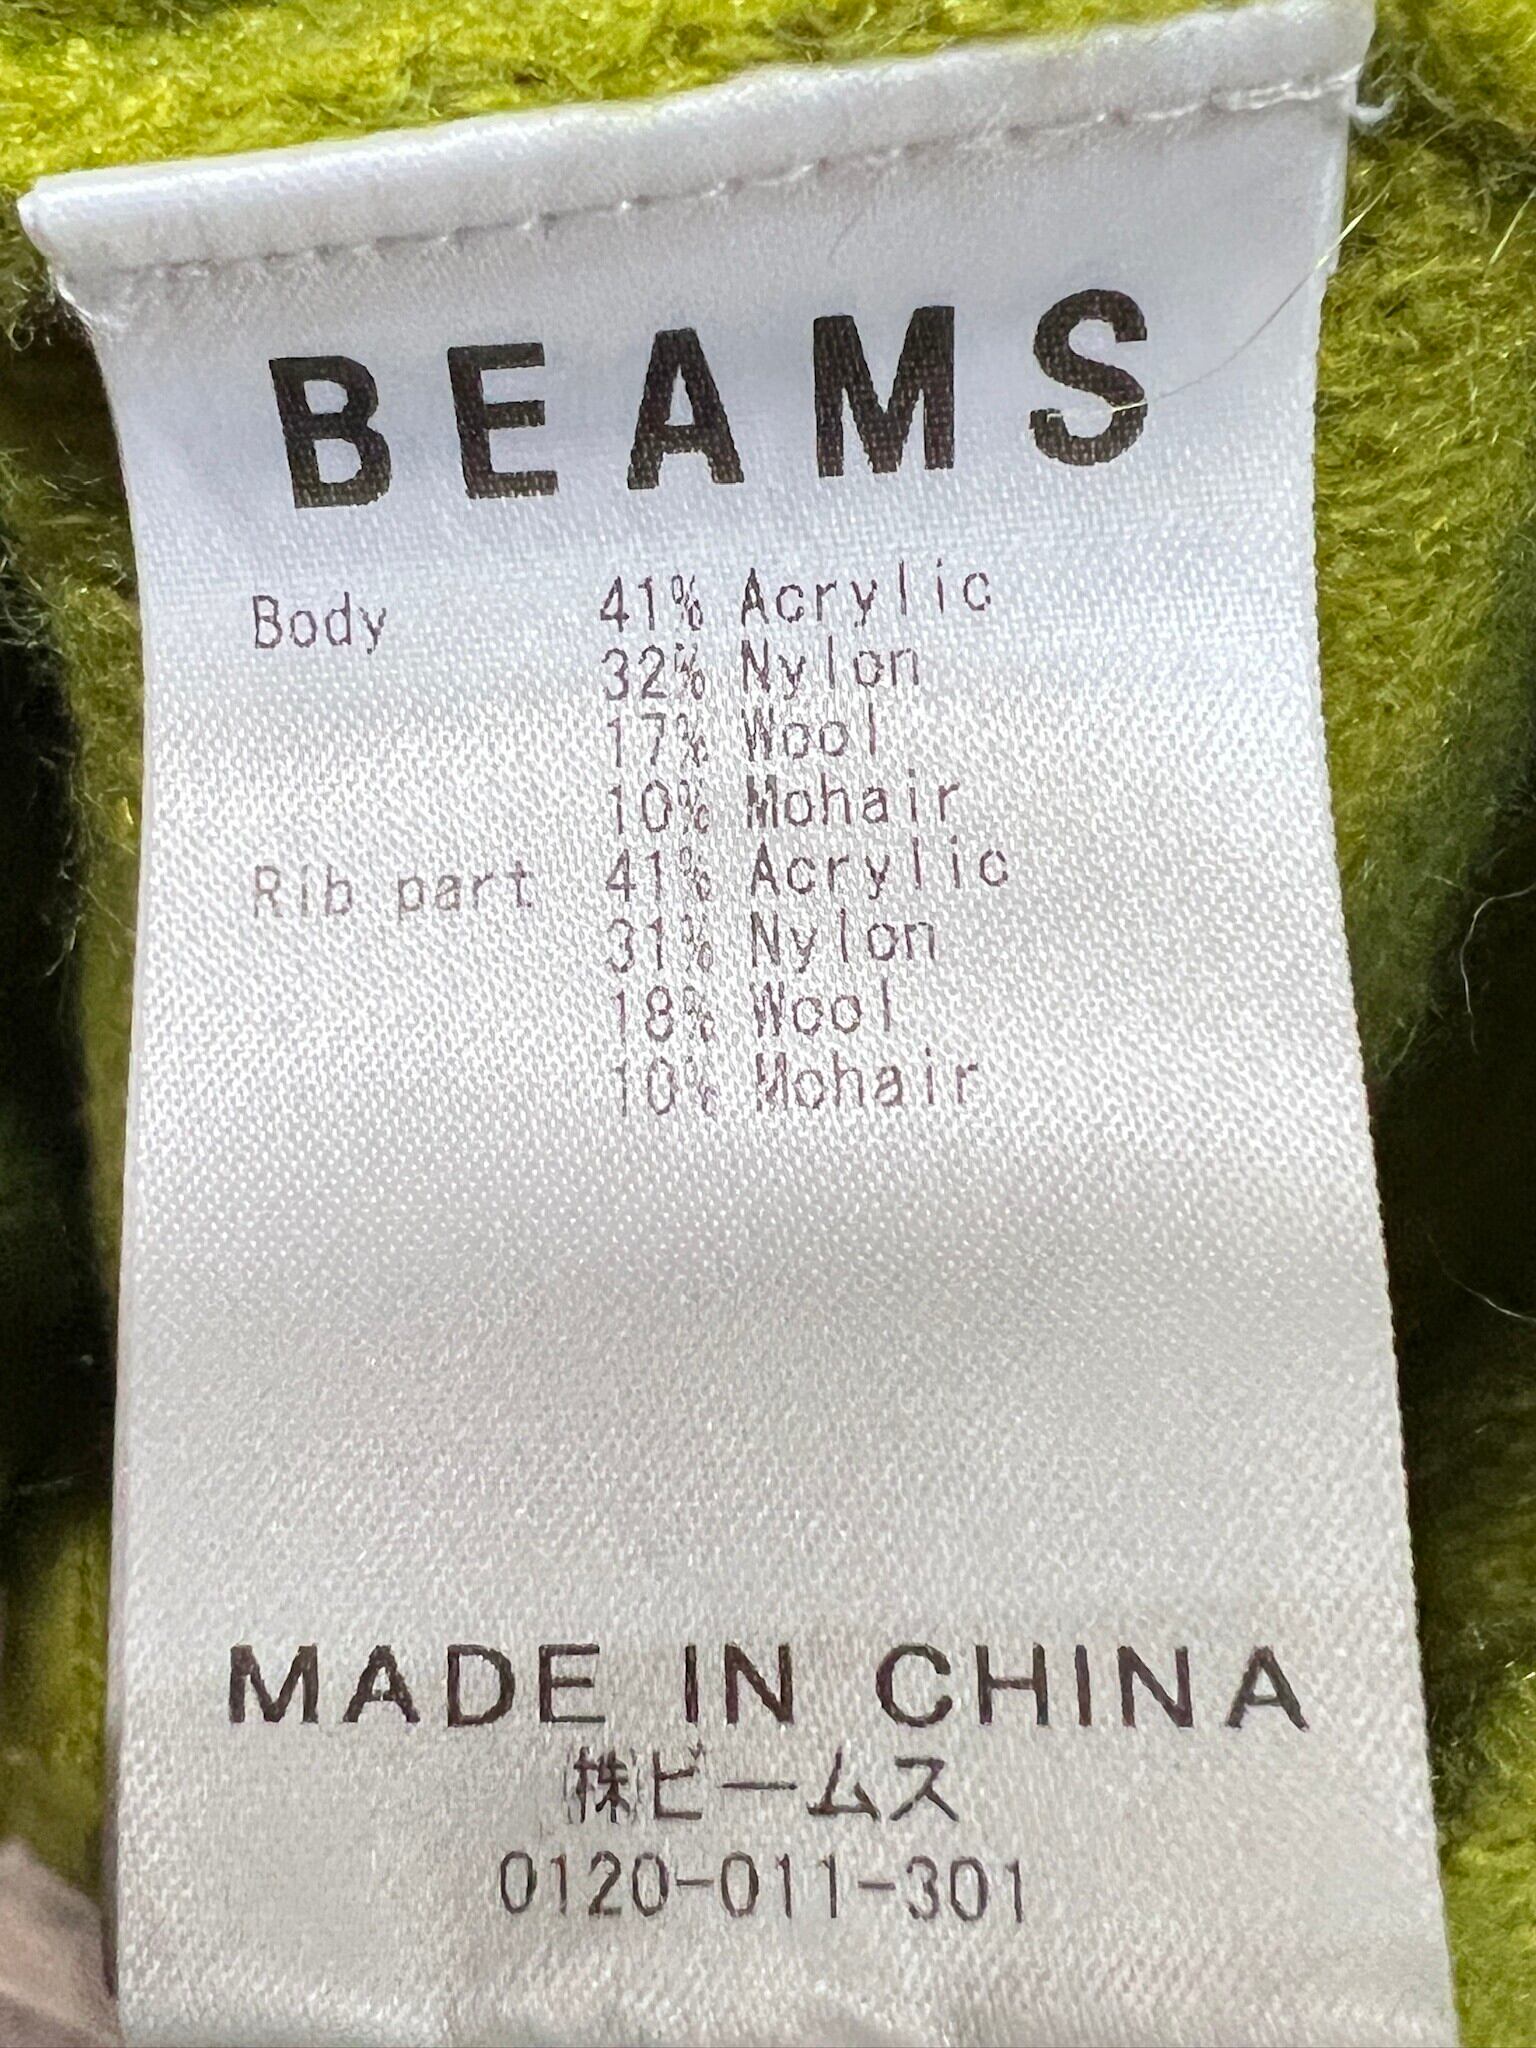 BEAMS
Body 41% Acrylic
32% Nylon
17% Wool
10% Mohair
Rib part 41% Acrylic
31% Nylon
18% Wool
10% Mohair
MADE IN CHINA
㈱ビームス
0120-011-301